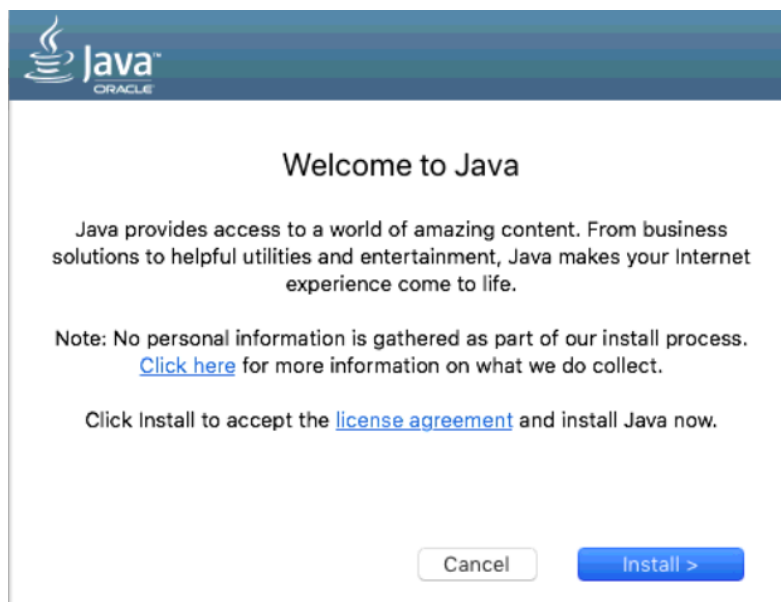 Java™
ORACLE
Welcome to Java
Java provides access to a world of amazing content. From business
solutions to helpful utilities and entertainment, Java makes your Internet
experience come to life.
Note: No personal information is gathered as part of our install process.
Click here for more information on what we do collect.
Click Install to accept the license agreement and install Java now.
Cancel
Install >